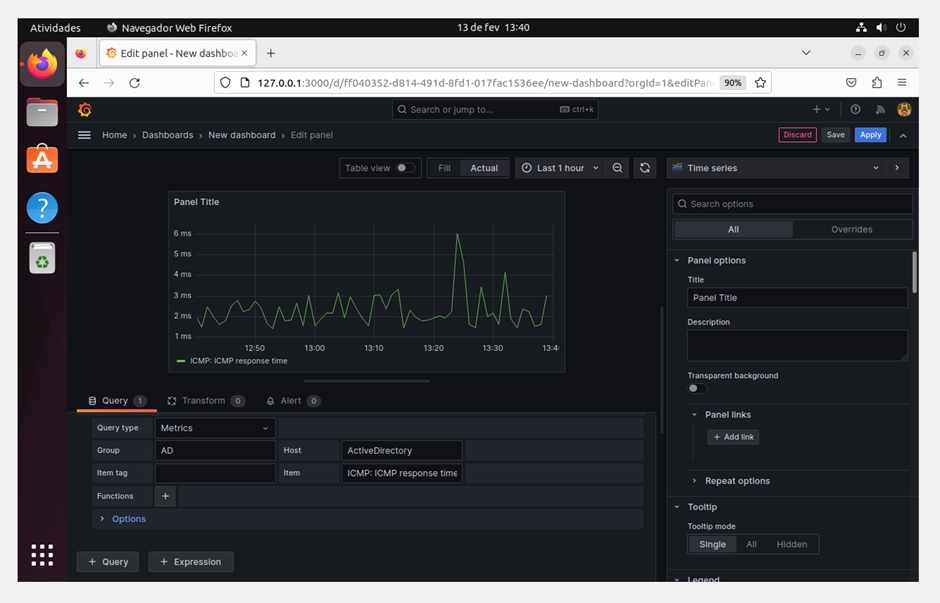 Atividades Navegador Web Firefox 13 de fev 13:40
Edit panel - New dashboa × +
127.0.0.1:3000/d/ff040352-d814-491d-8fd1-017fac1536ee/new-dashboard?orgId=1&editPan 90%
Search or jump to... ctrl+k
Home › Dashboards › New dashboard › Edit panel Discard Save Apply
Table view Fill Actual Last 1 hour Time series
Panel Title
6 ms
5 ms
4 ms
3 ms
2 ms
1 ms
12:50 13:00 13:10 13:20 13:30 13:4
ICMP: ICMP response time
Search options
All Overrides
Panel options
Title
Panel Title
Description
Transparent background
Panel links
+ Add link
Repeat options
Tooltip
Tooltip mode
Single All Hidden
Legend
Query 1 Transform 0 Alert 0
Query type Metrics
Group AD Host ActiveDirectory
Item tag Item ICMP: ICMP response time
Functions +
› Options
+ Query + Expression